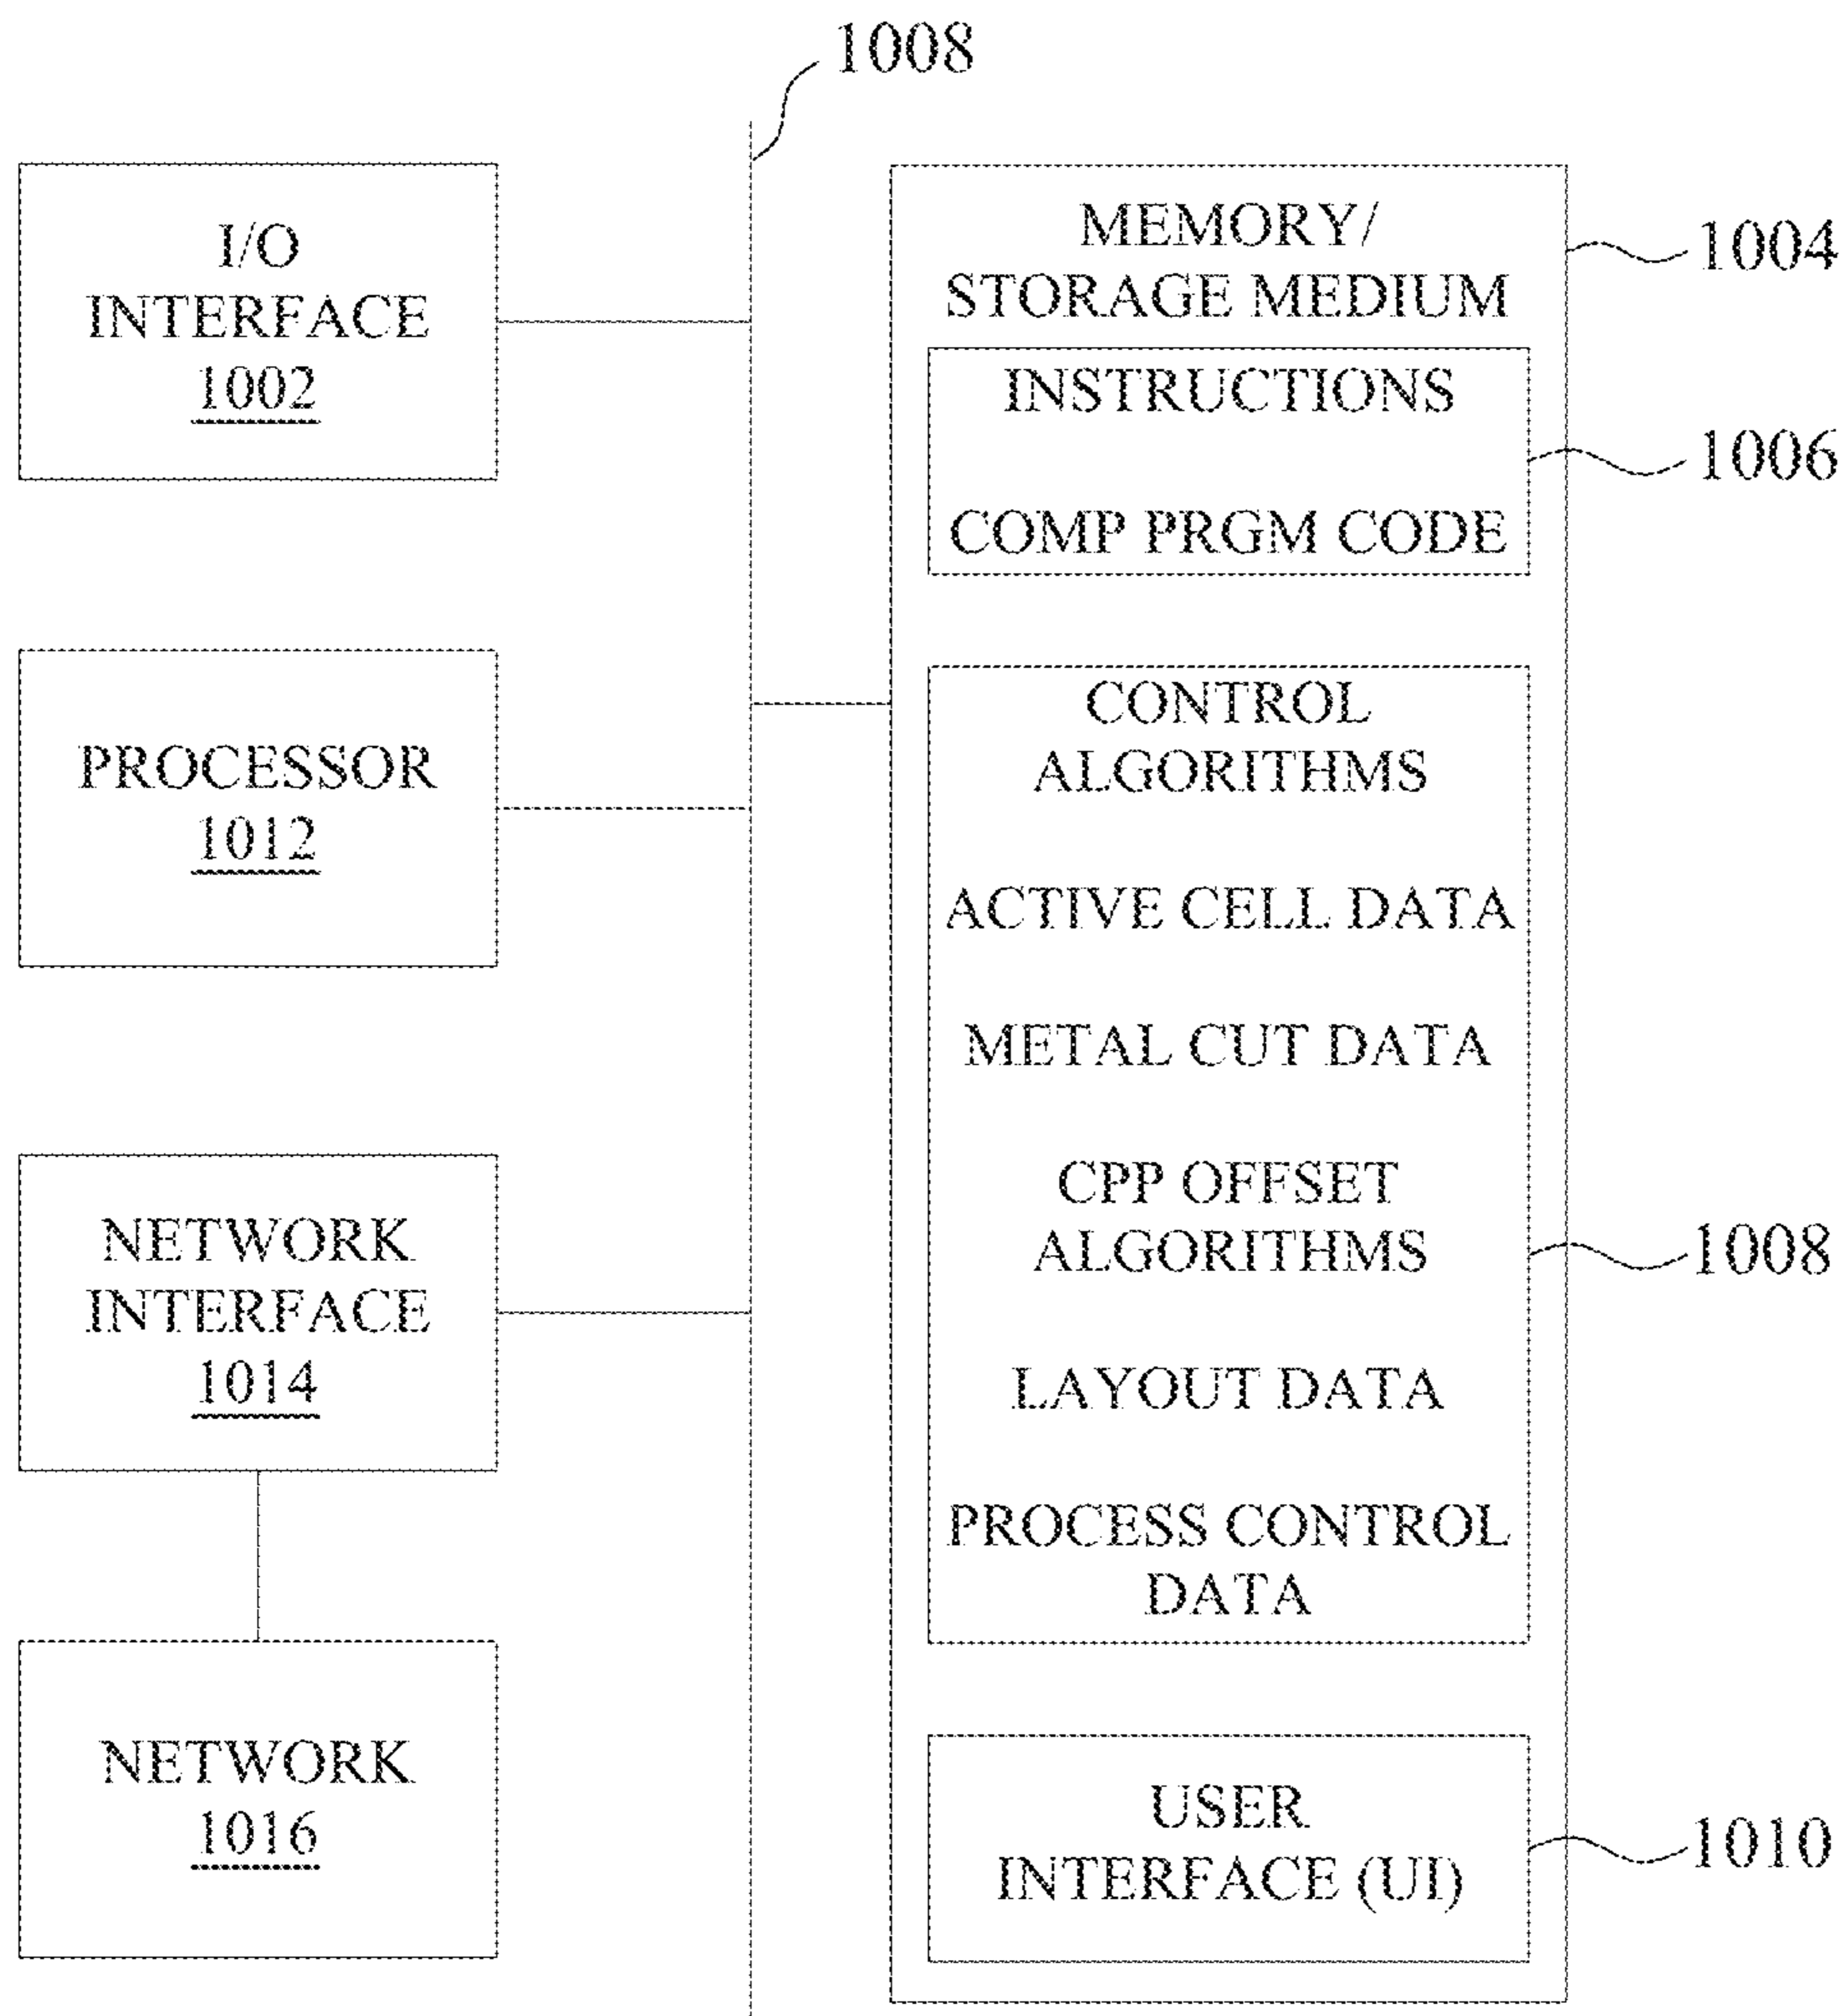 1008
I/O
INTERFACE
1002
PROCESSOR
1012
NETWORK
INTERFACE
1014
NETWORK
1016
MEMORY/
STORAGE MEDIUM
1004
INSTRUCTIONS
COMP PRGM CODE
1006
CONTROL
ALGORITHMS
ACTIVE CELL DATA
METAL CUT DATA
CPP OFFSET
ALGORITHMS
LAYOUT DATA
PROCESS CONTROL
DATA
1008
USER
INTERFACE (UI)
1010